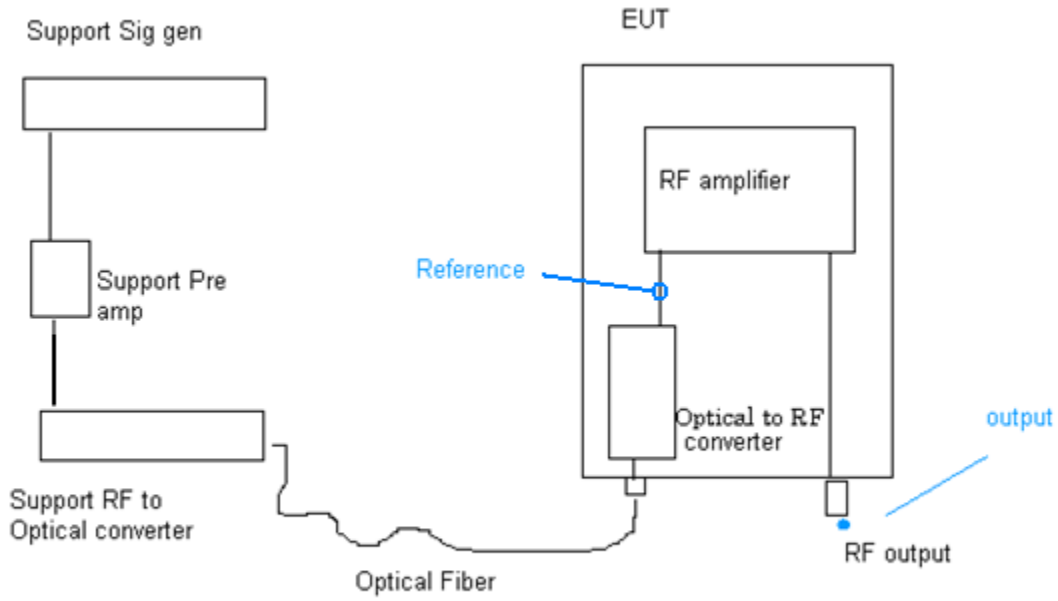 Support Sig gen
EUT
RF amplifier
Reference
Support Pre
amp
Optical to RF
converter
output
Support RF to
Optical converter
RF output
Optical Fiber